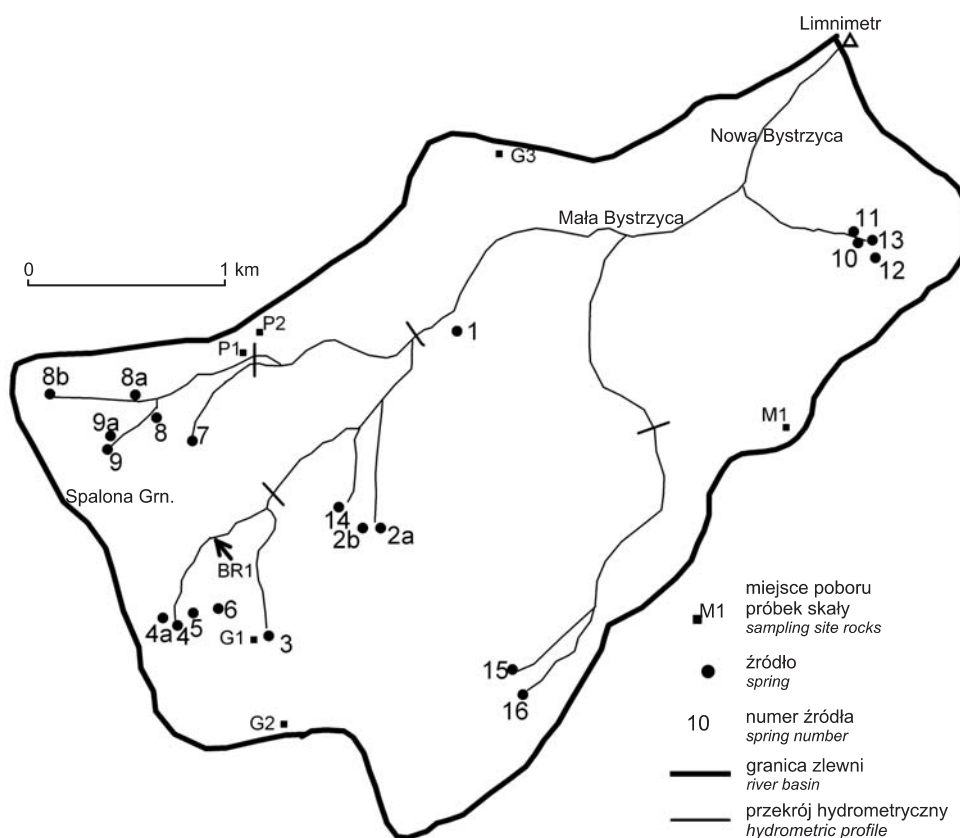 Limnimetr
Nowa Bystrzyca
G3
Mała Bystrzyca
11
13
10
12
0 1 km
P2
1
P1
8b
8a
9a
8
7
9
M1
Spalona Grn.
14
2b
2a
BR1
6
5
4a
4
G1
3
15
16
G2
M1
miejsce poboru
próbek skały
sampling site rocks
źródło
spring
10
numer źródła
spring number
granica zlewni
river basin
przekrój hydrometryczny
hydrometric profile